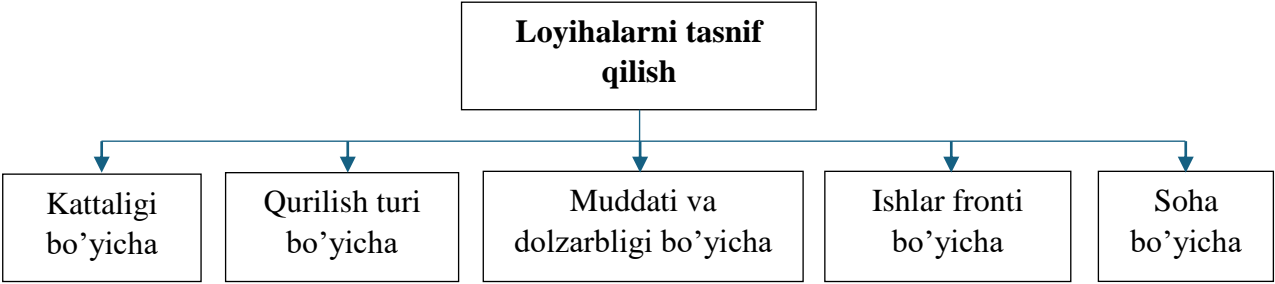 Loyihalarni tasnif
qilish
Kattaligi
bo’yicha
Qurilish turi
bo’yicha
Muddati va
dolzarbligi bo’yicha
Ishlar fronti
bo’yicha
Soha
bo’yicha